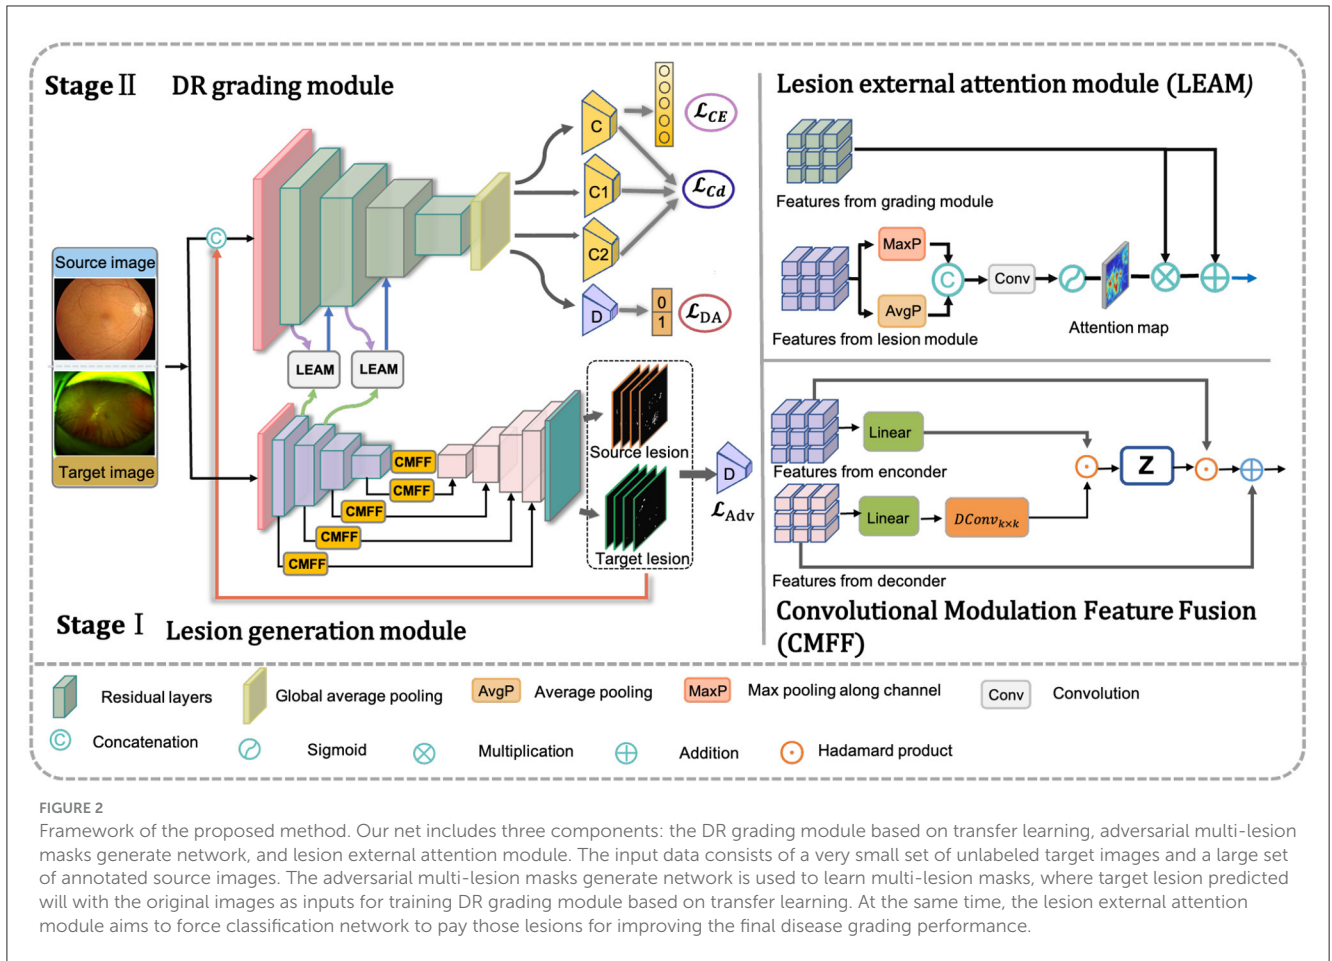 Stage Ⅱ DR grading module
C
C1
C2
D
ℒCE
ℒCd
0
1
ℒDA
C
Source image
Target image
LEAM
LEAM
CMFF
CMFF
CMFF
CMFF
Source lesion
Target lesion
D
ℒAdv
Stage Ⅰ Lesion generation module
Lesion external attention module (LEAM)
Features from grading module
MaxP
AvgP
C
Conv
Attention map
Features from lesion module
Linear
Features from enconder
Z
Linear
DConvk×k
Features from deconder
Convolutional Modulation Feature Fusion
(CMFF)
Residual layers
Global average pooling
AvgP Average pooling
MaxP Max pooling along channel
Conv Convolution
C Concatenation
Sigmoid
Multiplication
Addition
Hadamard product
FIGURE 2
Framework of the proposed method. Our net includes three components: the DR grading module based on transfer learning, adversarial multi-lesion
masks generate network, and lesion external attention module. The input data consists of a very small set of unlabeled target images and a large set
of annotated source images. The adversarial multi-lesion masks generate network is used to learn multi-lesion masks, where target lesion predicted
will with the original images as inputs for training DR grading module based on transfer learning. At the same time, the lesion external attention
module aims to force classification network to pay those lesions for improving the final disease grading performance.